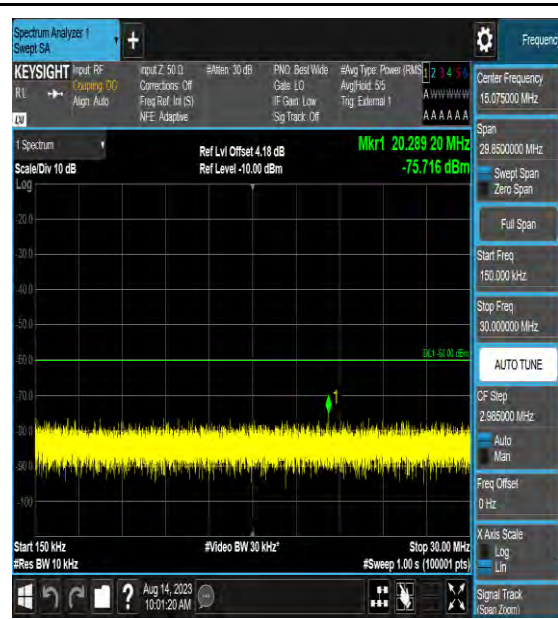 Spectrum Analyzer 1
Swept SA
+
Frequency
KEYSIGHT Input: RF Input Z: 50 Ω #Atten: 30 dB PNO: Best Wide #Avg Type: Power (RMS 1 2 3 4 5 6
RL Coupling: DC Corrections: Off Gate: LO Avg|Hold: 5/5 A W W W W W
Align: Auto Freq Ref: Int (S) IF Gain: Low Trig: External 1
NFE: Adaptive Sig Track: Off A A A A A A
LW
1 Spectrum
Scale/Div 10 dB
Ref Lvl Offset 4.18 dB
Ref Level -10.00 dBm
Mkr1 20.289 20 MHz
-75.716 dBm
Log
-20.0
-30.0
-40.0
-50.0
-60.0
-70.0
-80.0
-90.0
-100
1
Start 150 kHz #Video BW 30 kHz* Stop 30.00 MHz
#Res BW 10 kHz #Sweep 1.00 s (100001 pts)
? Aug 14, 2023
10:01:20 AM
Center Frequency
15.075000 MHz
Span
29.8500000 MHz
Swept Span
Zero Span
Full Span
Start Freq
150.000 kHz
Stop Freq
30.000000 MHz
AUTO TUNE
CF Step
2.985000 MHz
Auto
Man
Freq Offset
0 Hz
X Axis Scale
Log
Lin
Signal Track
(Span Zoom)